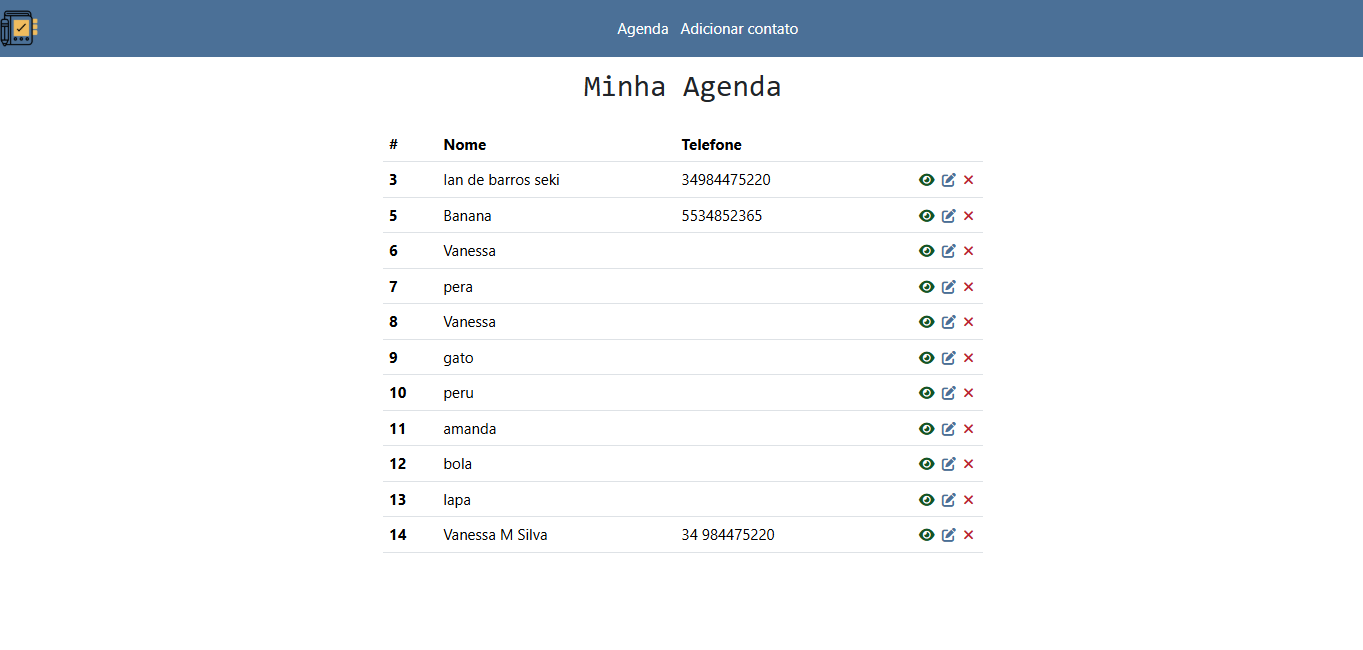 Agenda Adicionar contato
Minha Agenda
# Nome Telefone
3 Ian de barros seki 34984475220
5 Banana 5534852365
6 Vanessa
7 pera
8 Vanessa
9 gato
10 peru
11 amanda
12 bola
13 lapa
14 Vanessa M Silva 34 984475220